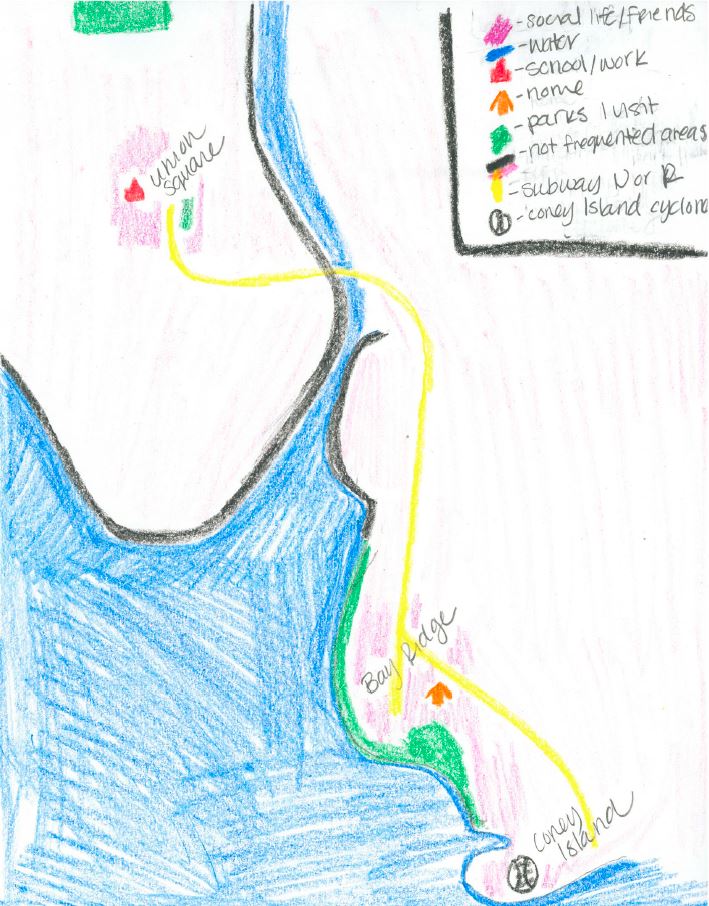 - social life/friends
- water
- school/work
- home
- parks I visit
- not frequented areas
- subway N or R
- coney Island cyclone
union
square
Bay Ridge
coney
Island